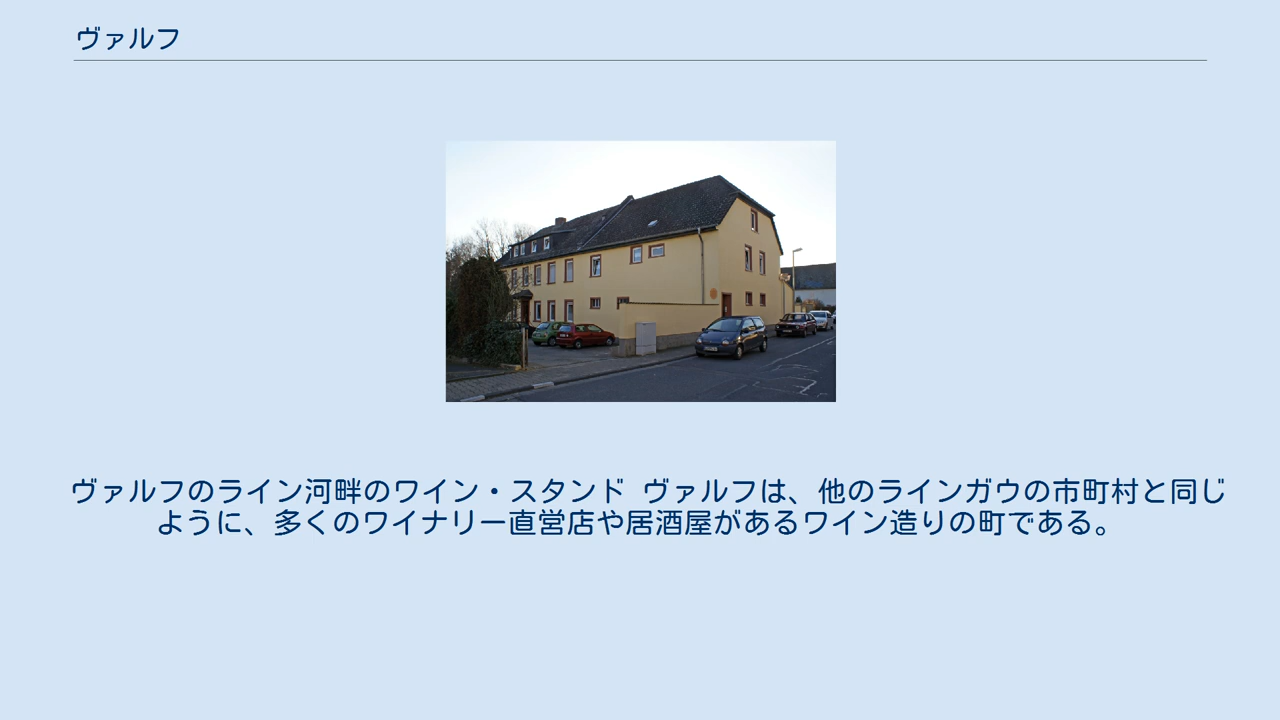 ヴァルフ
ヴァルフのライン河畔のワイン・スタンド ヴァルフは、他のラインガウの市町村と同じ
ように、多くのワイナリー直営店や居酒屋があるワイン造りの町である。